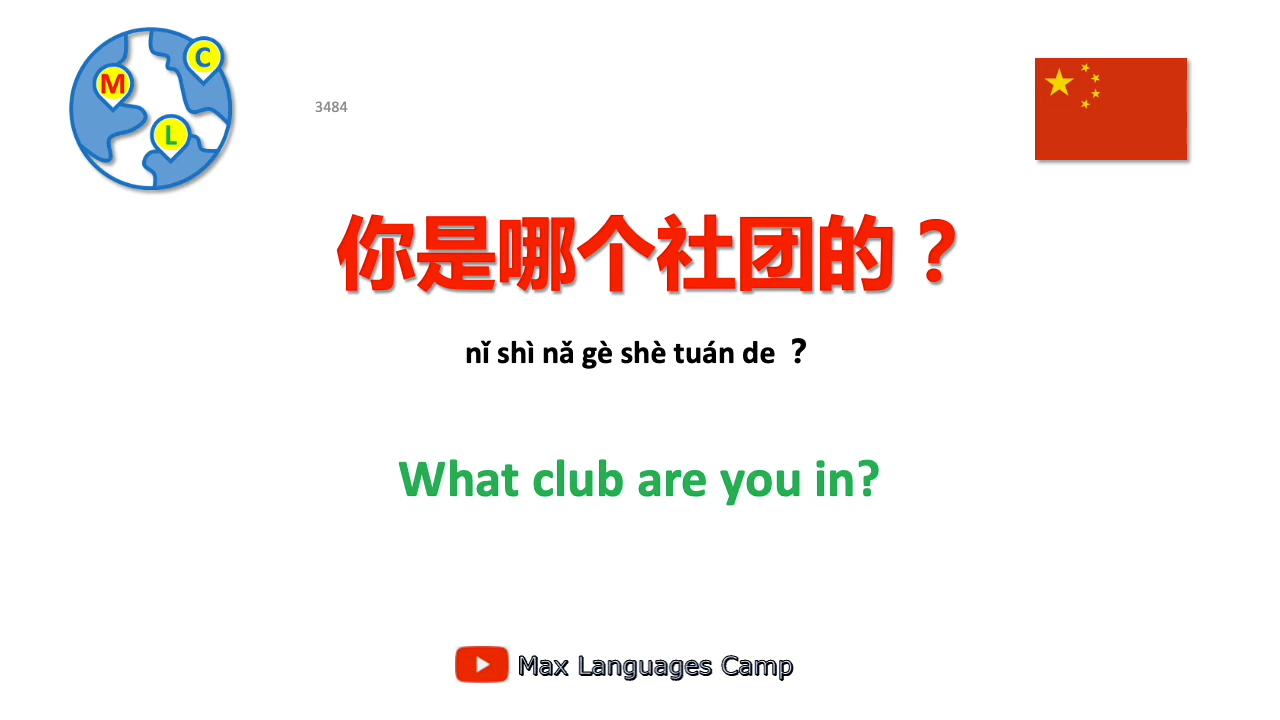 C
M
L
3484
你是哪个社团的？
nǐ shì nǎ gè shè tuán de ？
What club are you in?
Max Languages Camp